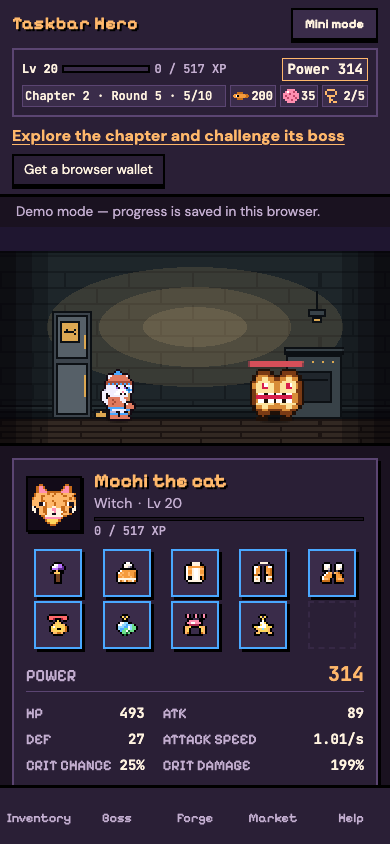 Taskbar Hero
Mini mode
Lv 20 0 / 517 XP
Power 314
Chapter 2 · Round 5 · 5/10
200
35
2/5
Explore the chapter and challenge its boss
Get a browser wallet
Demo mode — progress is saved in this browser.
Mochi the cat
Witch · Lv 20
0 / 517 XP
POWER 314
HP 493 ATK 89
DEF 27 ATTACK SPEED 1.01/s
CRIT CHANCE 25% CRIT DAMAGE 199%
Inventory Boss Forge Market Help